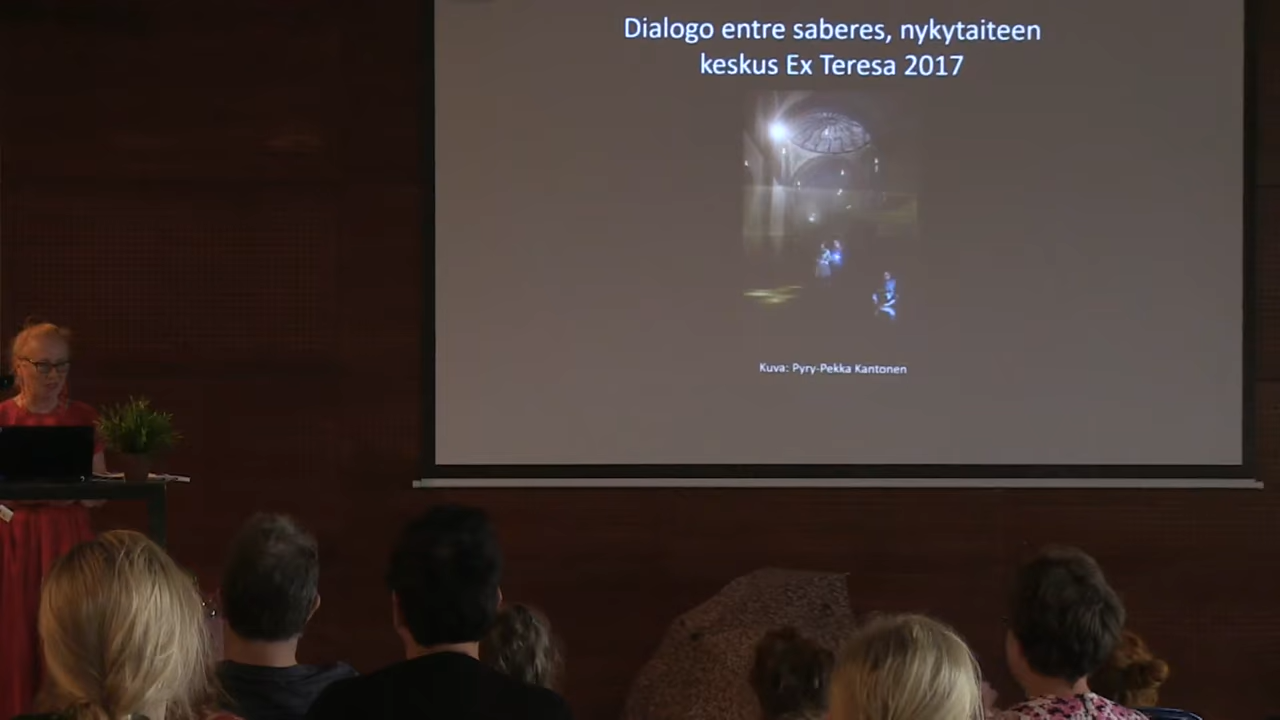 Dialogo entre saberes, nykytaiteen
keskus Ex Teresa 2017
Kuva: Pyry-Pekka Kantonen